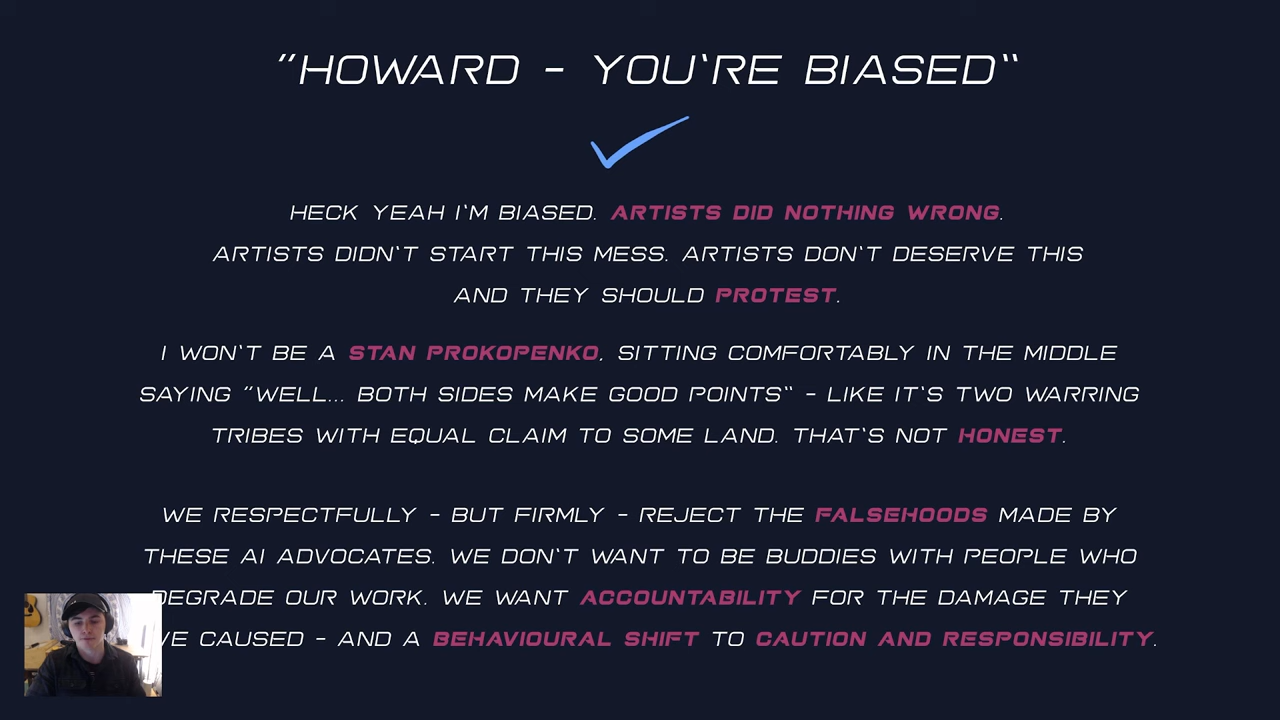 "HOWARD - YOU'RE BIASED"
HECK YEAH I'M BIASED. ARTISTS DID NOTHING WRONG.
ARTISTS DIDN'T START THIS MESS. ARTISTS DON'T DESERVE THIS
AND THEY SHOULD PROTEST.
I WON'T BE A STAN PROKOPENKO, SITTING COMFORTABLY IN THE MIDDLE
SAYING "WELL... BOTH SIDES MAKE GOOD POINTS" - LIKE IT'S TWO WARRING
TRIBES WITH EQUAL CLAIM TO SOME LAND. THAT'S NOT HONEST.
WE RESPECTFULLY - BUT FIRMLY - REJECT THE FALSEHOODS MADE BY
THESE AI ADVOCATES. WE DON'T WANT TO BE BUDDIES WITH PEOPLE WHO
DEGRADE OUR WORK. WE WANT ACCOUNTABILITY FOR THE DAMAGE THEY
CAUSED - AND A BEHAVIOURAL SHIFT TO CAUTION AND RESPONSIBILITY.